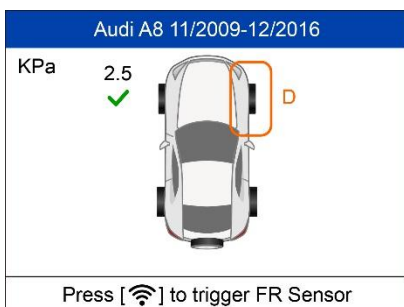 Audi A8 11/2009-12/2016
KPa
2.5
D
Press [ ] to trigger FR Sensor